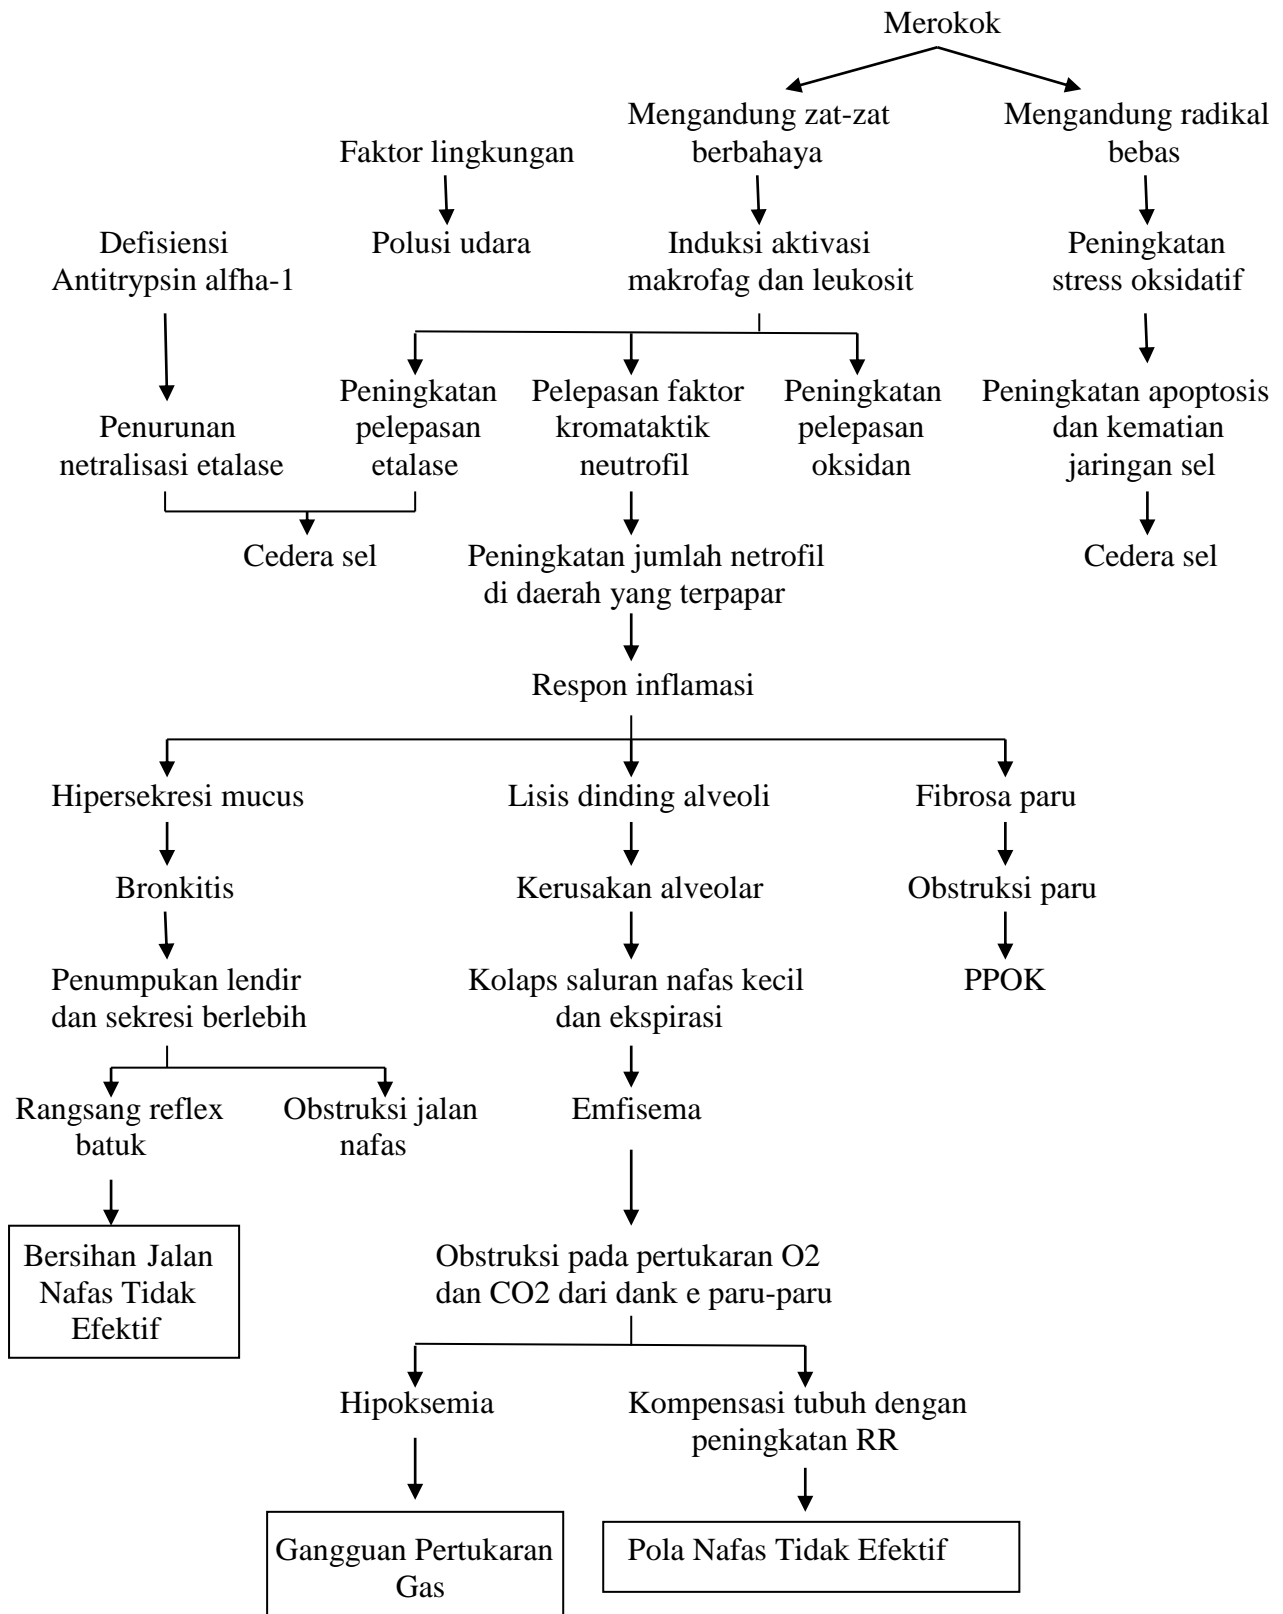 Merokok
Mengandung zat-zat
berbahaya
Mengandung radikal
bebas
Faktor lingkungan
Defisiensi
Antitrypsin alfha-1
Polusi udara
Induksi aktivasi
makrofag dan leukosit
Peningkatan
stress oksidatif
Penurunan
netralisasi etalase
Peningkatan
pelepasan
etalase
Pelepasan faktor
kromataktik
neutrofil
Peningkatan
pelepasan
oksidan
Peningkatan apoptosis
dan kematian
jaringan sel
Cedera sel
Peningkatan jumlah netrofil
di daerah yang terpapar
Cedera sel
Respon inflamasi
Hipersekresi mucus
Lisis dinding alveoli
Fibrosa paru
Bronkitis
Kerusakan alveolar
Obstruksi paru
Penumpukan lendir
dan sekresi berlebih
Kolaps saluran nafas kecil
dan ekspirasi
PPOK
Rangsang reflex
batuk
Obstruksi jalan
nafas
Emfisema
Bersihan Jalan
Nafas Tidak
Efektif
Obstruksi pada pertukaran O2
dan CO2 dari dank e paru-paru
Hipoksemia
Kompensasi tubuh dengan
peningkatan RR
Gangguan Pertukaran
Gas
Pola Nafas Tidak Efektif